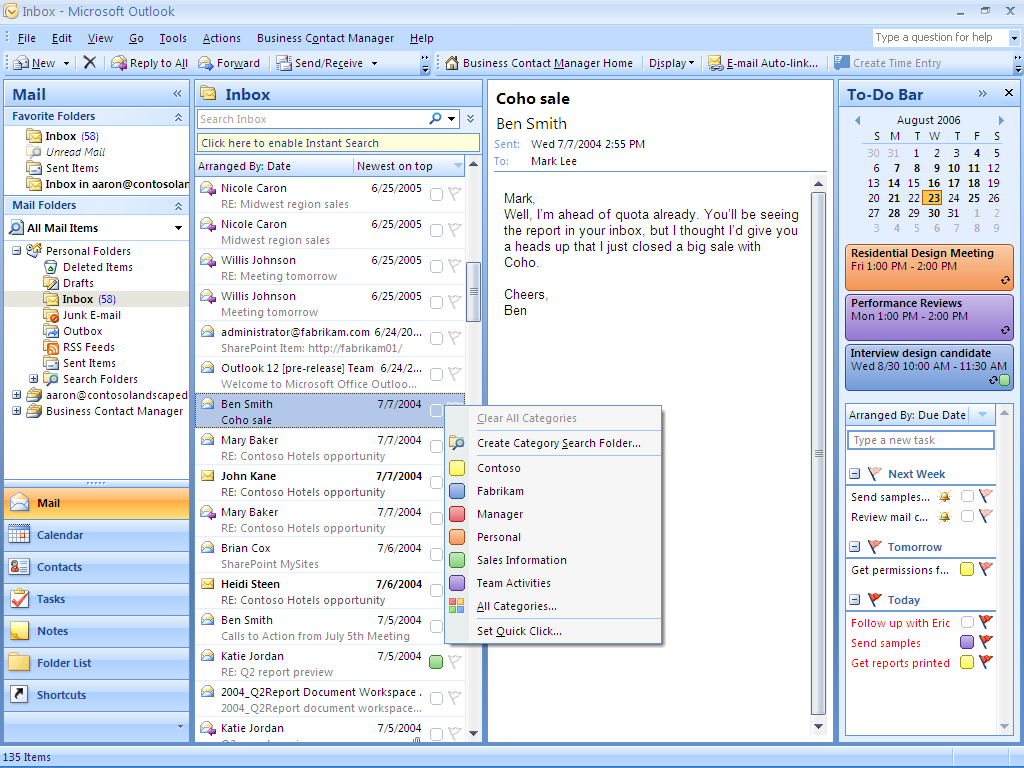 Inbox - Microsoft Outlook
File Edit View Go Tools Actions Business Contact Manager Help
Type a question for help
New Reply to All Forward Send/Receive Business Contact Manager Home Display E-mail Auto-link... Create Time Entry
Mail
Favorite Folders
Inbox (58)
Unread Mail
Sent Items
Inbox in aaron@contosolan
Mail Folders
All Mail Items
Personal Folders
Deleted Items
Drafts
Inbox (58)
Junk E-mail
Outbox
RSS Feeds
Sent Items
Search Folders
aaron@contosolandscaped
Business Contact Manager
Mail
Calendar
Contacts
Tasks
Notes
Folder List
Shortcuts
135 Items
Inbox
Search Inbox
Click here to enable Instant Search
Arranged By: Date Newest on top
Nicole Caron 6/25/2005
RE: Midwest region sales
Nicole Caron 6/25/2005
Midwest region sales
Willis Johnson 6/25/2005
RE: Meeting tomorrow
Willis Johnson 6/25/2005
Meeting tomorrow
administrator@fabrikam.com 6/24/20...
SharePoint Item: http://fabrikam01/
Outlook 12 [pre-release] Team 6/24/2...
Welcome to Microsoft Office Outloo...
Ben Smith 7/7/2004
Coho sale
Mary Baker 7/7/2004
RE: Contoso Hotels opportunity
John Kane 7/7/2004
RE: Contoso Hotels opportunity
Mary Baker 7/7/2004
RE: Contoso Hotels opportunity
Brian Cox 7/6/2004
SharePoint MySites
Heidi Steen 7/6/2004
RE: Contoso Hotels opportunity
Ben Smith 7/5/2004
Calls to Action from July 5th Meeting
Katie Jordan 7/5/2004
RE: Q2 report preview
2004_Q2Report Document Workspace .
2004_Q2Report document workspace...
Katie Jordan 7/5/2004
Clear All Categories
Create Category Search Folder...
Contoso
Fabrikam
Manager
Personal
Sales Information
Team Activities
All Categories...
Set Quick Click...
Coho sale
Ben Smith
Sent: Wed 7/7/2004 2:55 PM
To: Mark Lee
Mark,
Well, I'm ahead of quota already. You'll be seeing
the report in your inbox, but I thought I'd give you
a heads up that I just closed a big sale with
Coho.
Cheers,
Ben
To-Do Bar
August 2006
S M T W T F S
30 31 1 2 3 4 5
6 7 8 9 10 11 12
13 14 15 16 17 18 19
20 21 22 23 24 25 26
27 28 29 30 31 1 2
3 4 5 6 7 8 9
Residential Design Meeting
Fri 1:00 PM - 2:00 PM
Performance Reviews
Mon 1:00 PM - 2:00 PM
Interview design candidate
Wed 8/30 10:00 AM - 11:30 AM
Arranged By: Due Date
Type a new task
Next Week
Send samples...
Review mail c...
Tomorrow
Get permissions f...
Today
Follow up with Eric
Send samples
Get reports printed